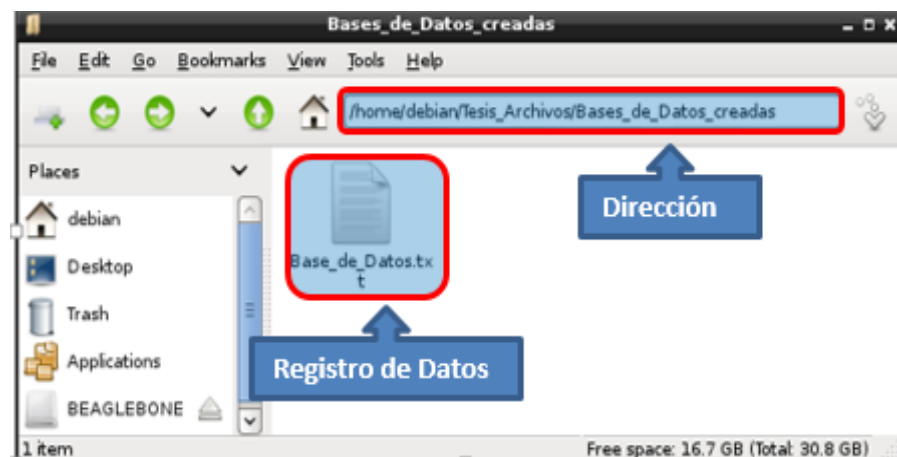 Bases_de_Datos_creadas
File Edt Go Bookmarks View Tools Help
/home/debian/Tesis_Archivos/Bases_de_Datos_creadas
Places
debian
Desktop
Trash
Applications
BEAGLEBONE
Base_de_Datos.tx
t
Dirección
Registro de Datos
1 item
Free space: 16.7 GB (Total: 30.8 GB)